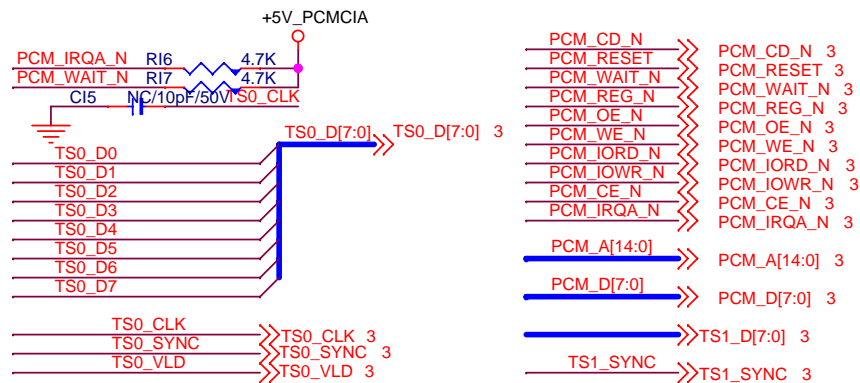 +5V_PCMCIA
PCM_IRQA_N RI6 4.7K
PCM_WAIT_N RI7 4.7K
CI5 NC/10pF/50V TS0_CLK
TS0_D[7:0] TS0_D[7:0] 3
TS0_D0
TS0_D1
TS0_D2
TS0_D3
TS0_D4
TS0_D5
TS0_D6
TS0_D7
TS0_CLK TS0_CLK 3
TS0_SYNC TS0_SYNC 3
TS0_VLD TS0_VLD 3
PCM_CD_N PCM_CD_N 3
PCM_RESET PCM_RESET 3
PCM_WAIT_N PCM_WAIT_N 3
PCM_REG_N PCM_REG_N 3
PCM_OE_N PCM_OE_N 3
PCM_WE_N PCM_WE_N 3
PCM_IORD_N PCM_IORD_N 3
PCM_IOWR_N PCM_IOWR_N 3
PCM_CE_N PCM_CE_N 3
PCM_IRQA_N PCM_IRQA_N 3
PCM_A[14:0] PCM_A[14:0] 3
PCM_D[7:0] PCM_D[7:0] 3
TS1_D[7:0] 3
TS1_SYNC TS1_SYNC 3